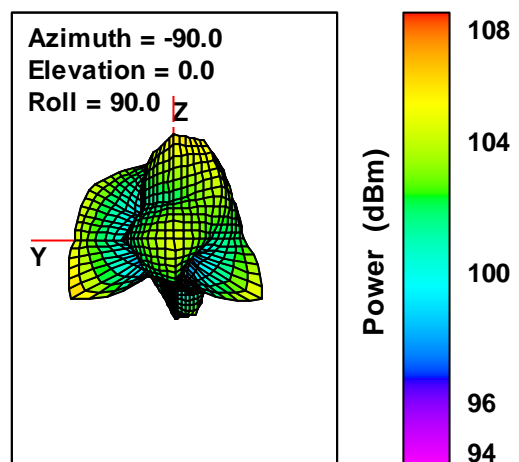 Azimuth = -90.0
Elevation = 0.0
Roll = 90.0
Z
Y
Power (dBm)
108
104
100
96
94